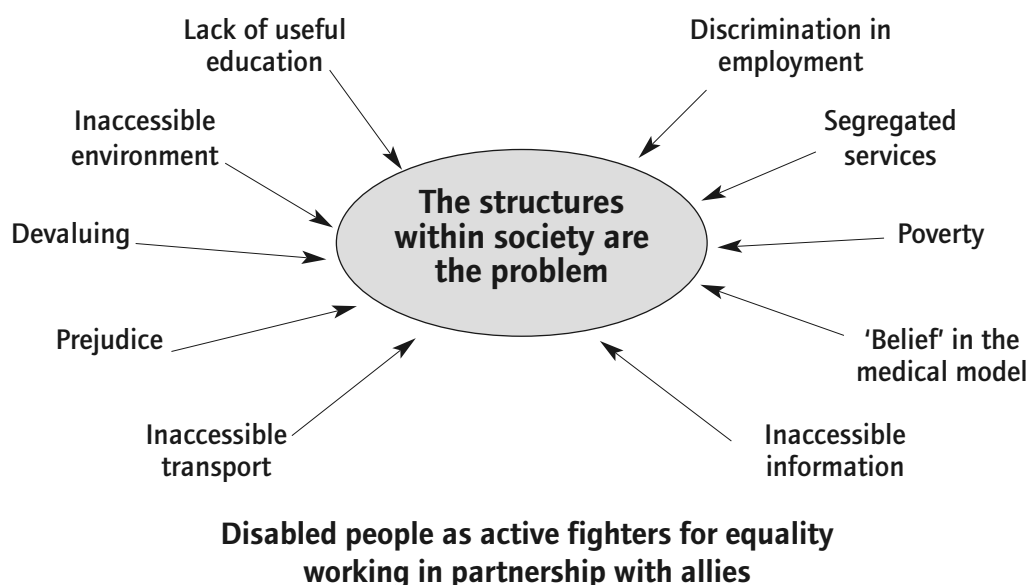 Lack of useful
education
Discrimination in
employment
Inaccessible
environment
Segregated
services
The structures
within society are
the problem
Devaluing
Poverty
Prejudice
‘Belief’ in the
medical model
Inaccessible
transport
Inaccessible
information
Disabled people as active fighters for equality
working in partnership with allies